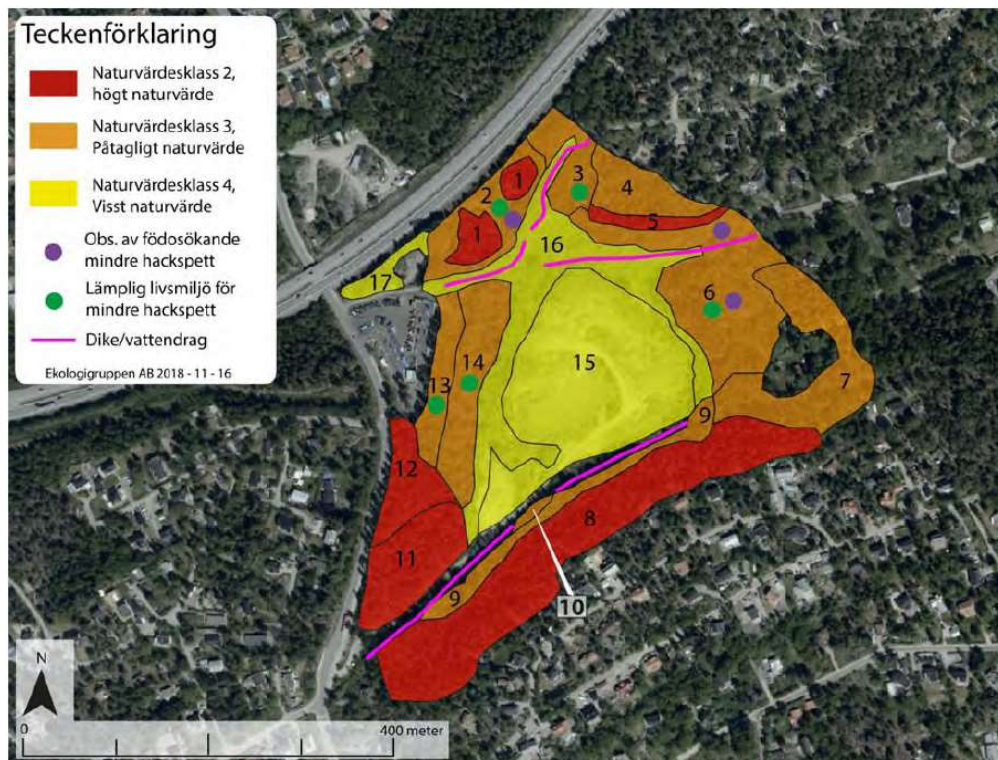 Teckenförklaring
Naturvärdesklass 2,
högt naturvärde
Naturvärdesklass 3,
Påtagligt naturvärde
Naturvärdesklass 4,
Visst naturvärde
Obs. av födosökande
mindre hackspett
Lämplig livsmiljö för
mindre hackspett
Dike/vattendrag
Ekologigruppen AB 2018 - 11 - 16
1
2
3
4
1
5
16
17
6
15
14
13
7
9
12
8
11
9
10
N
0
400 meter